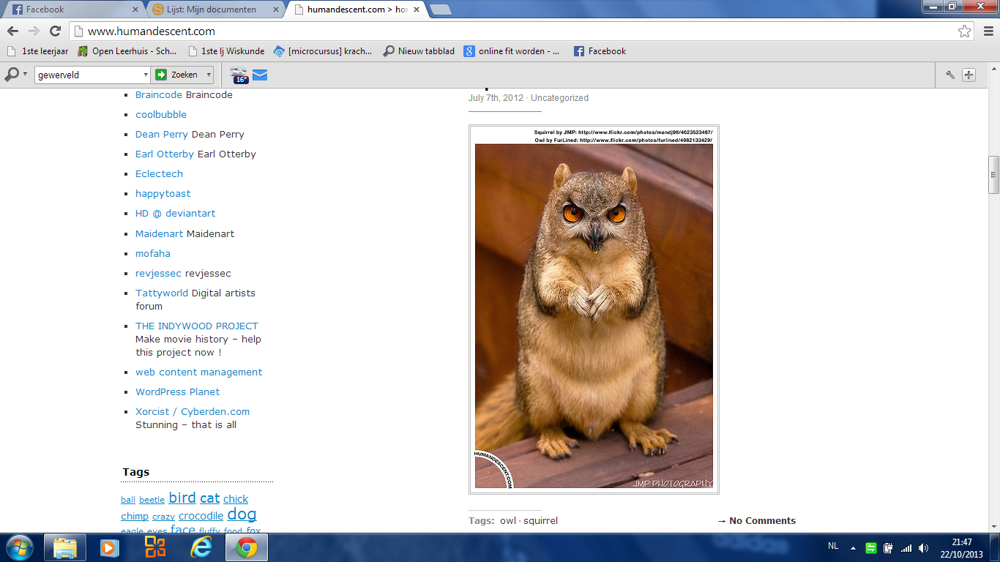 Facebook
Lijst: Mijn documenten
humandescent.com > ho
www.humandescent.com
1ste leerjaar
Open Leerhuis - Sch...
1ste lj Wiskunde
[microcursus] krach...
Nieuw tabblad
online fit worden - ...
Facebook
gewerveld
Zoeken
16°
Braincode Braincode
coolbubble
Dean Perry Dean Perry
Earl Otterby Earl Otterby
Eclectech
happytoast
HD @ deviantart
Maidenart Maidenart
mofaha
revjessec revjessec
Tattyworld Digital artists
forum
THE INDYWOOD PROJECT
Make movie history – help
this project now !
web content management
WordPress Planet
Xorcist / Cyberden.com
Stunning – that is all
Tags
ball beetle bird cat chick
chimp crazy crocodile dog
eagle eyes face fluffy food fox
July 7th, 2012 · Uncategorized
Squirrel by JMP: http://www.flickr.com/photos/mandj98/4023523467/
Owl by FurLined: http://www.flickr.com/photos/furlined/4982133429/
HUMANDESCENT.COM
JMP PHOTOGRAPHY
Tags: owl · squirrel
→ No Comments
NL
21:47
22/10/2013